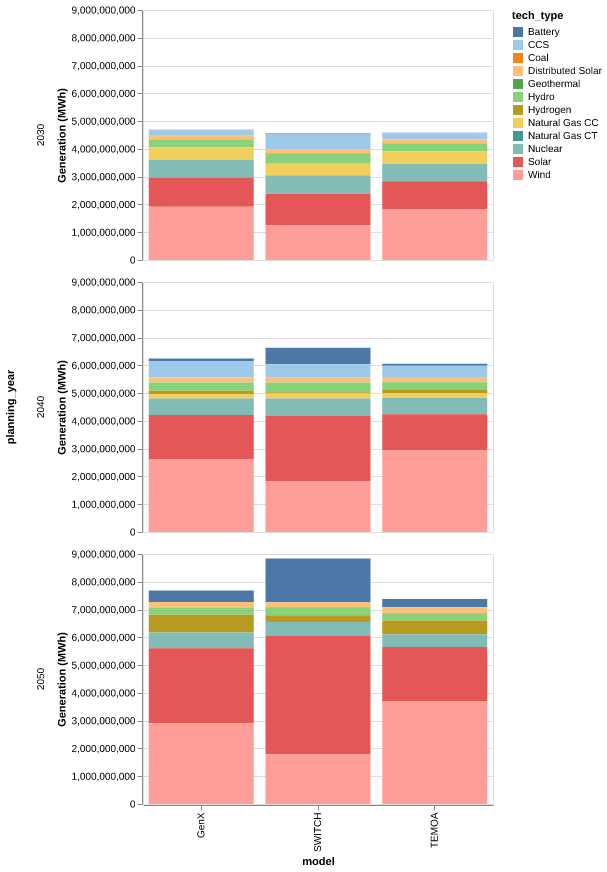 tech_type
Battery
CCS
Coal
Distributed Solar
Geothermal
Hydro
Hydrogen
Natural Gas CC
Natural Gas CT
Nuclear
Solar
Wind
planning_year
2030
Generation (MWh)
9,000,000,000
8,000,000,000
7,000,000,000
6,000,000,000
5,000,000,000
4,000,000,000
3,000,000,000
2,000,000,000
1,000,000,000
0
2040
Generation (MWh)
9,000,000,000
8,000,000,000
7,000,000,000
6,000,000,000
5,000,000,000
4,000,000,000
3,000,000,000
2,000,000,000
1,000,000,000
0
2050
Generation (MWh)
9,000,000,000
8,000,000,000
7,000,000,000
6,000,000,000
5,000,000,000
4,000,000,000
3,000,000,000
2,000,000,000
1,000,000,000
0
GenX
SWITCH
TEMOA
model